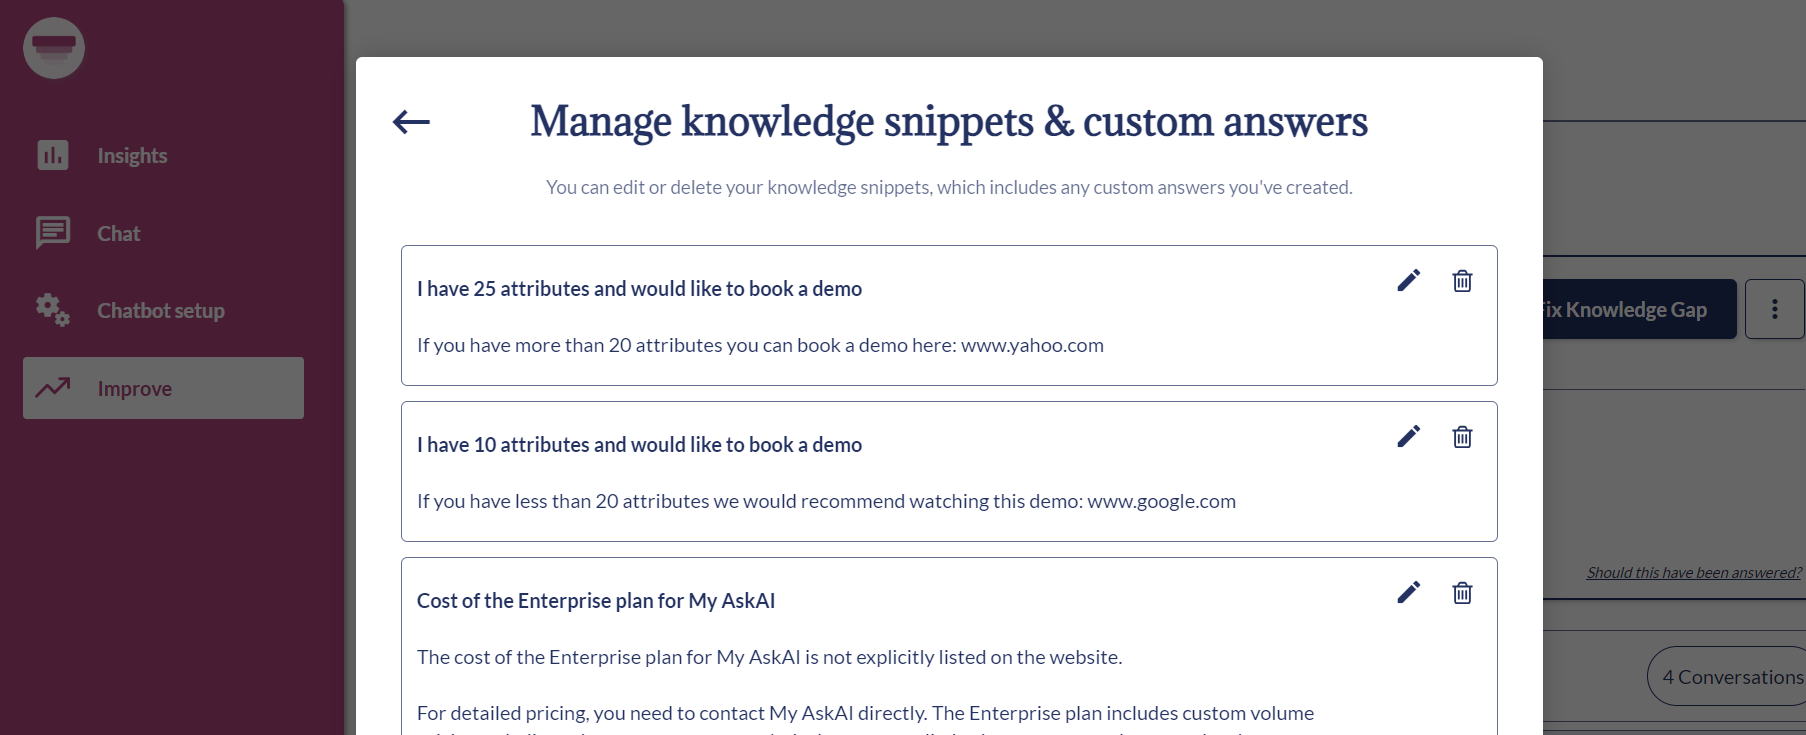 Insights
Chat
Chatbot setup
Improve
Manage knowledge snippets & custom answers
You can edit or delete your knowledge snippets, which includes any custom answers you've created.
I have 25 attributes and would like to book a demo
If you have more than 20 attributes you can book a demo here: www.yahoo.com
I have 10 attributes and would like to book a demo
If you have less than 20 attributes we would recommend watching this demo: www.google.com
Cost of the Enterprise plan for My AskAI
The cost of the Enterprise plan for My AskAI is not explicitly listed on the website.
For detailed pricing, you need to contact My AskAI directly. The Enterprise plan includes custom volume
Fix Knowledge Gap
Should this have been answered?
4 Conversations